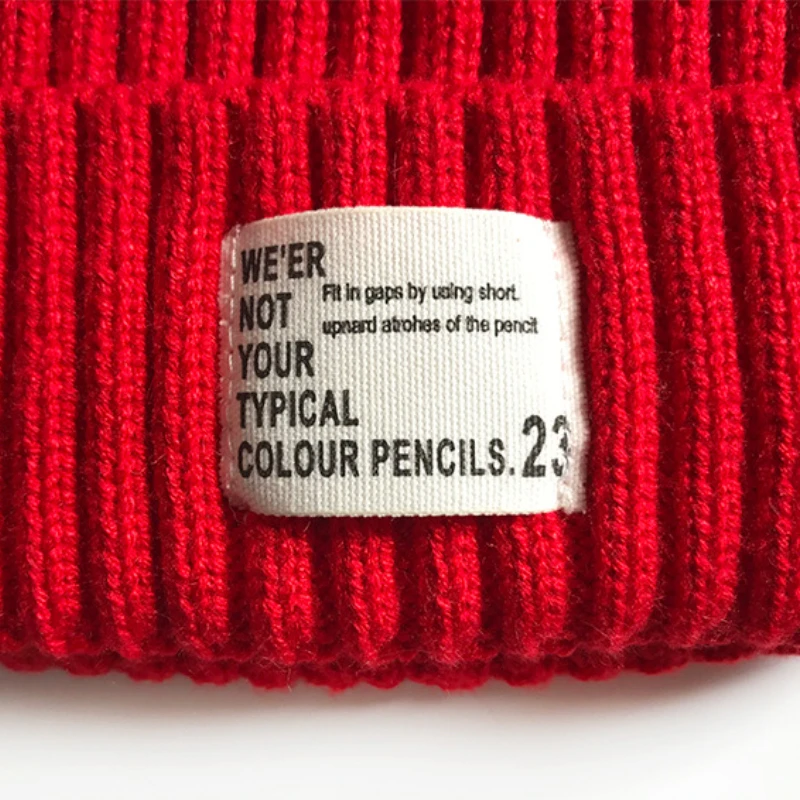 WE'ER
NOT
YOUR
TYPICAL
COLOUR PENCILS. 23
Fit in gaps by using short.
upnard atrohes of the pencit